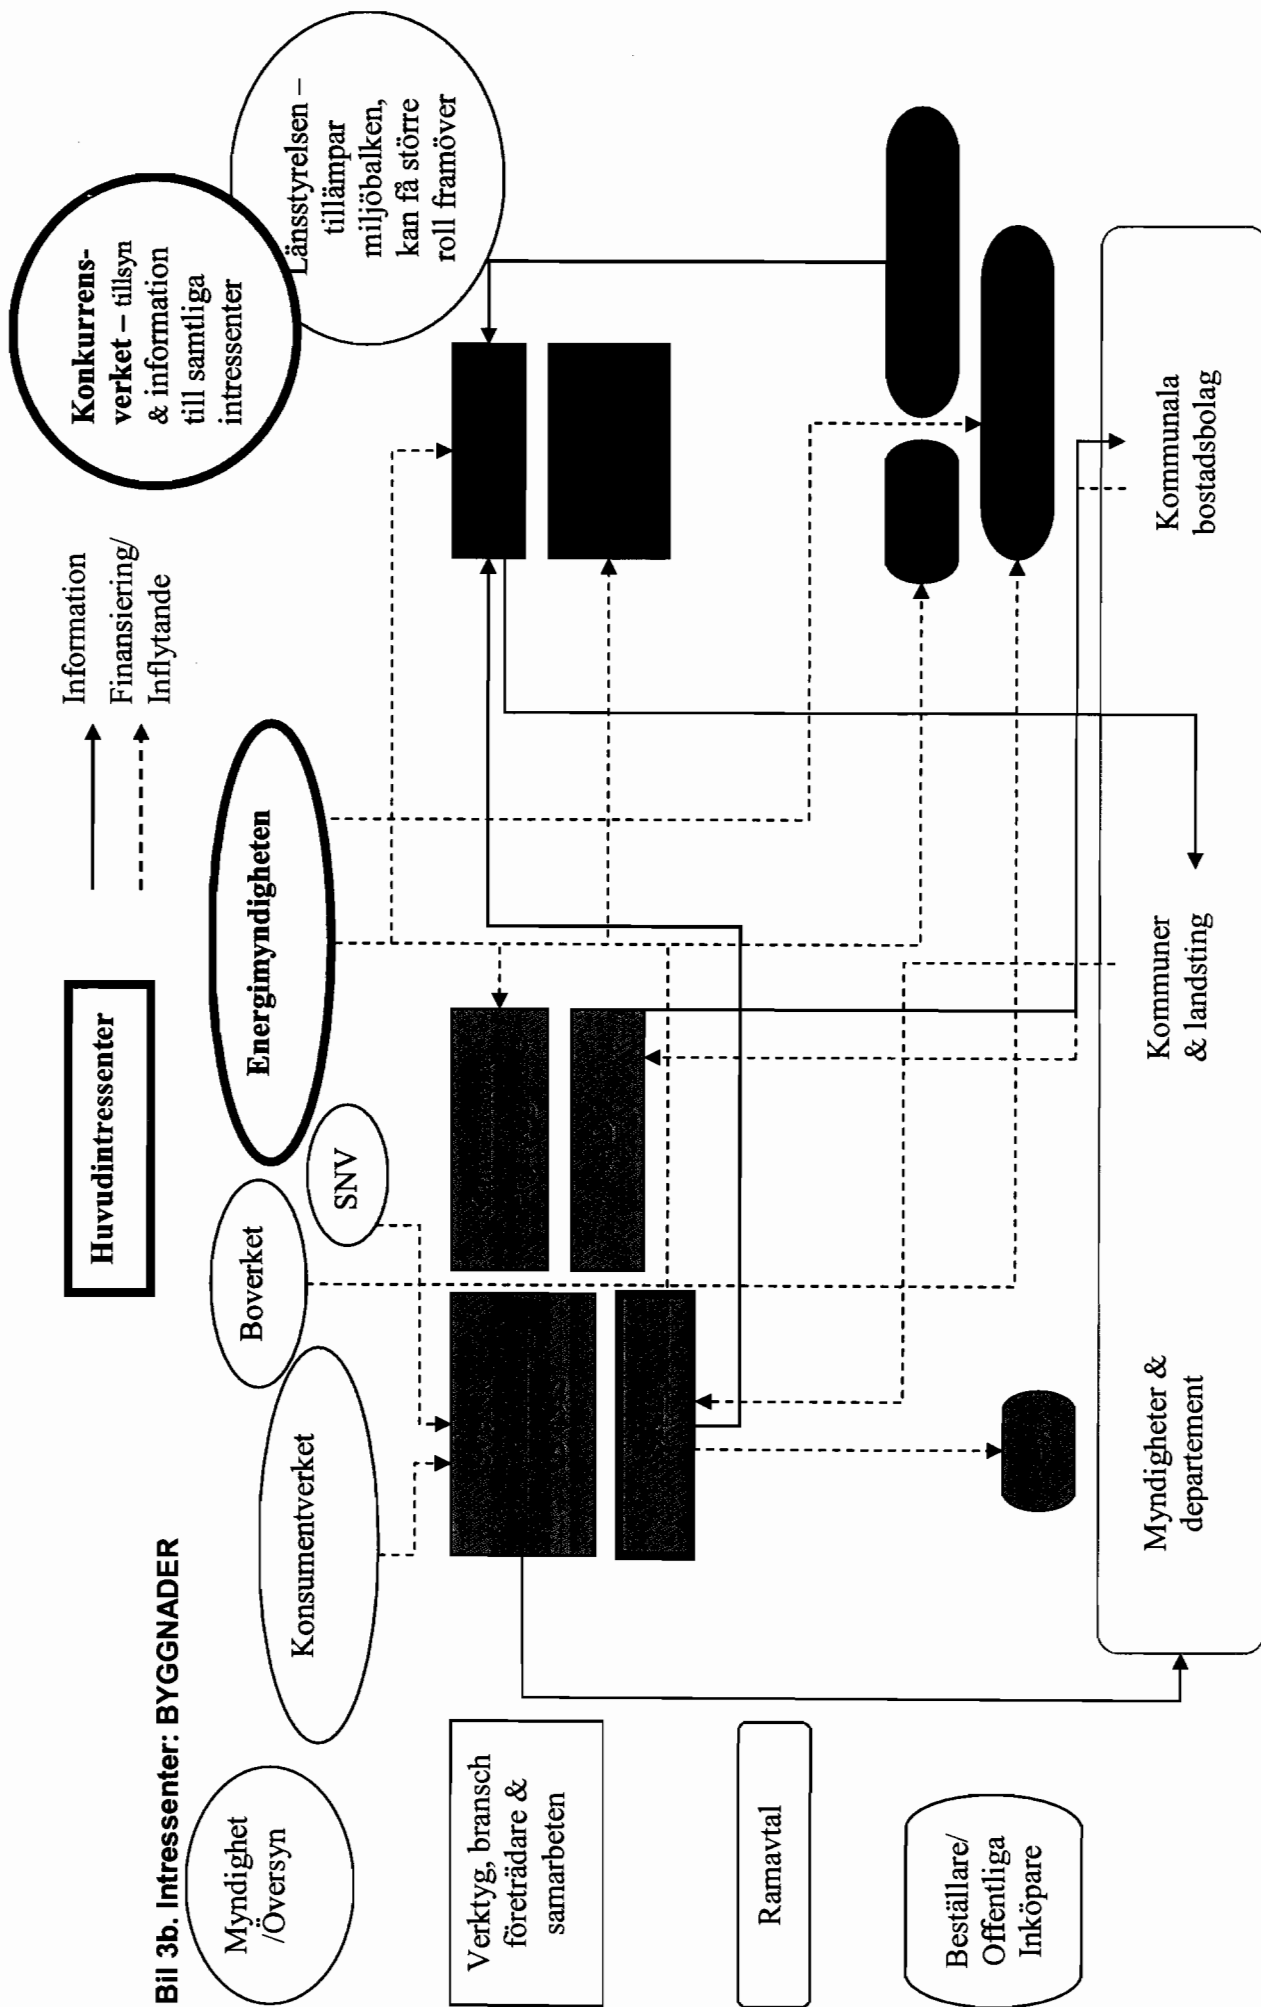 Bil 3b. Intressenter: BYGGNADER
Huvudintressenter
Information
Finansiering/
Inflytande
Myndighet
/Översyn
Konsumentverket
Boverket
SNV
Energimyndigheten
Konkurrens-
verket – tillsyn
& information
till samtliga
intressenter
Länsstyrelsen –
tillämpar
miljöbalken,
kan få större
roll framöver
Verktyg, bransch
företrädare &
samarbeten
Ramavtal
Beställare/
Offentliga
Inköpare
Myndigheter &
departement
Kommuner
& landsting
Kommunala
bostadsbolag